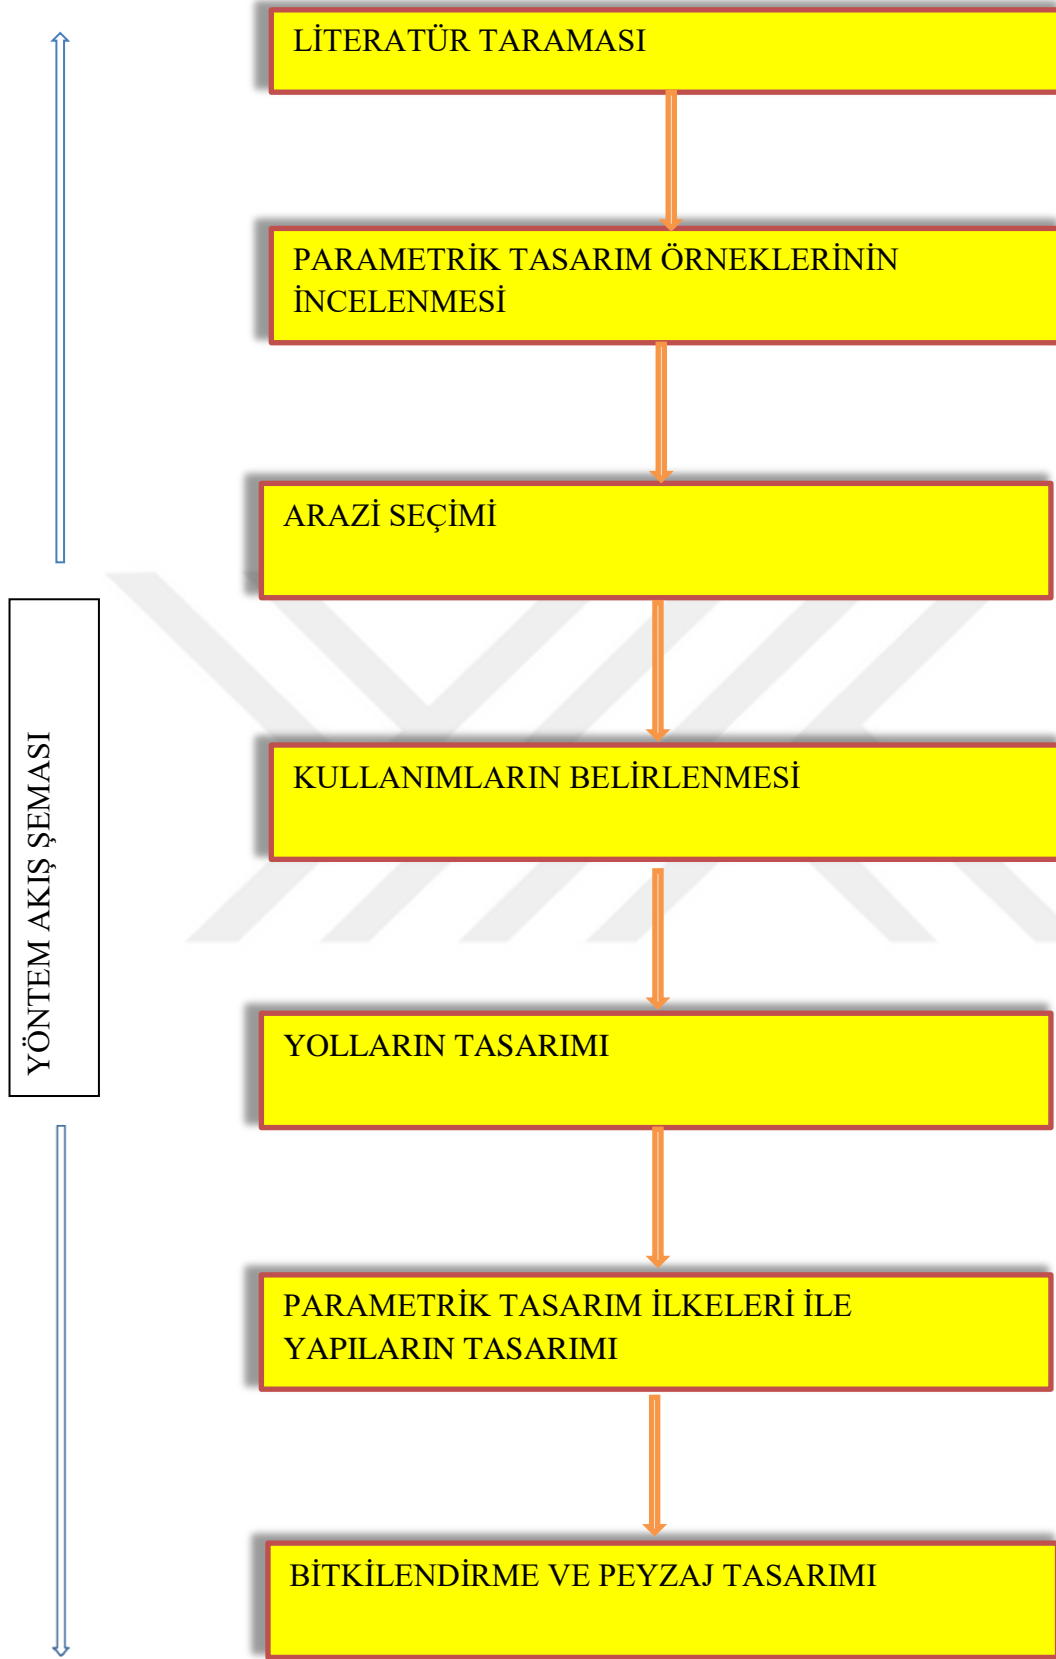 LİTERATÜR TARAMASI
PARAMETRİK TASARIM ÖRNEKLERİNİN
İNCELENMESİ
ARAZİ SEÇİMİ
KULLANIMLARIN BELİRLENMESİ
YÖNTEM AKIŞ ŞEMASI
YOLLARIN TASARIMI
PARAMETRİK TASARIM İLKELERİ İLE
YAPILARIN TASARIMI
BİTKİLENDİRME VE PEYZAJ TASARIMI